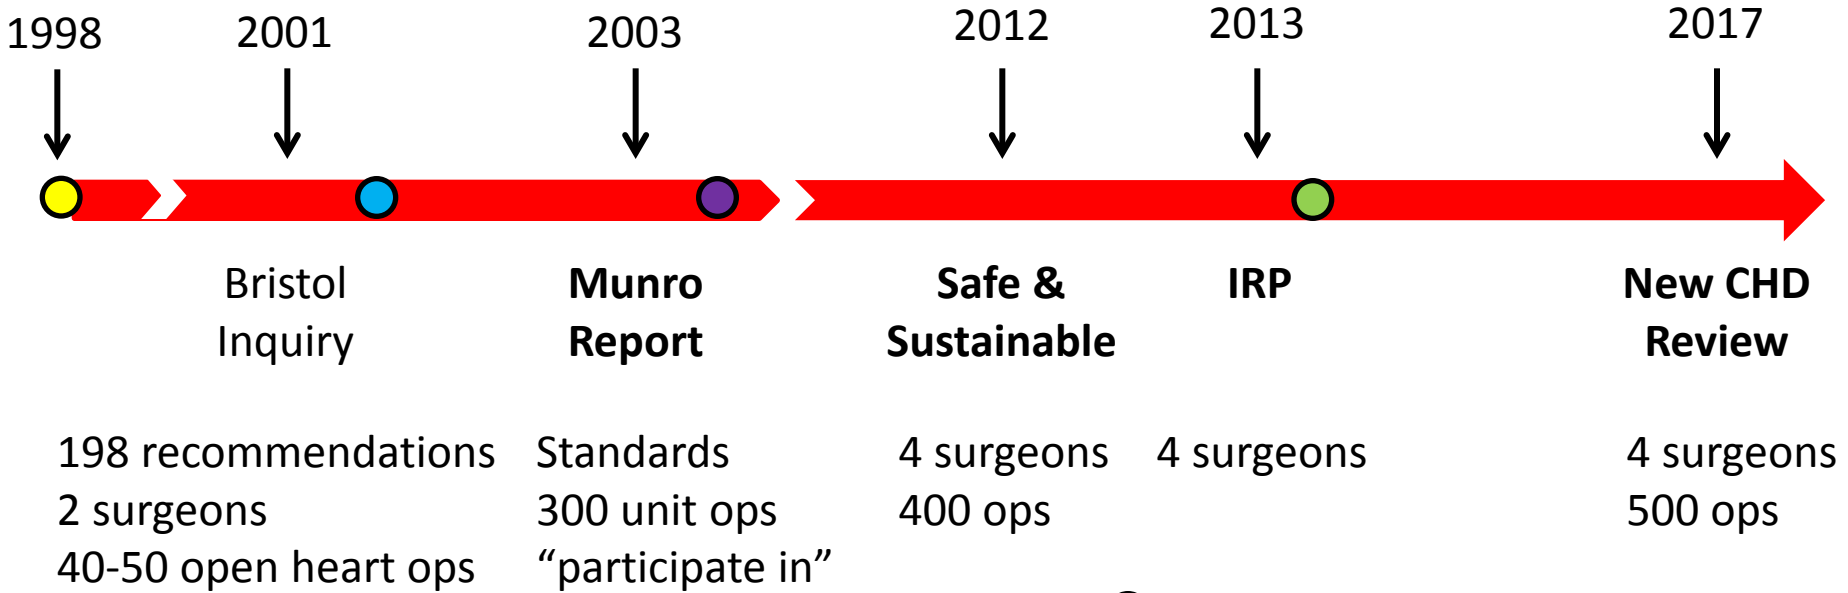 1998 2001 2003 2012 2013 2017
Bristol Munro Safe & IRP New CHD
Inquiry Report Sustainable Review
198 recommendations Standards 4 surgeons 4 surgeons 4 surgeons
2 surgeons 300 unit ops 400 ops 500 ops
40-50 open heart ops “participate in”